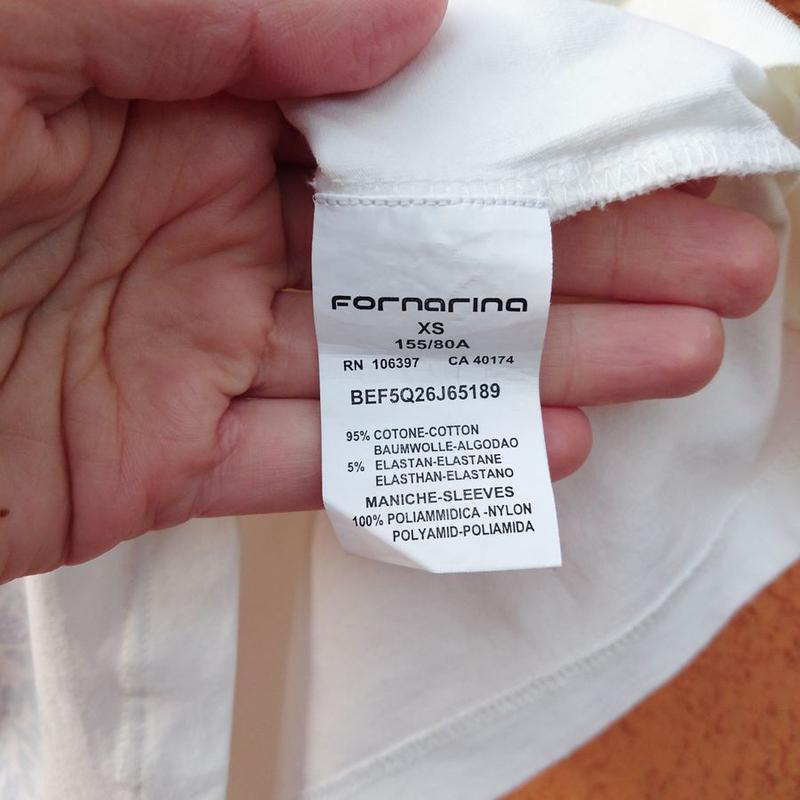 Fornarina
XS
155/80A
RN 106397 CA 40174
BEF5Q26J65189
95% COTONE-COTTON
BAUMWOLLE-ALGODAO
5% ELASTAN-ELASTANE
ELASTHAN-ELASTANO
MANICHE-SLEEVES
100% POLIAMMIDICA -NYLON
POLYAMID-POLIAMIDA